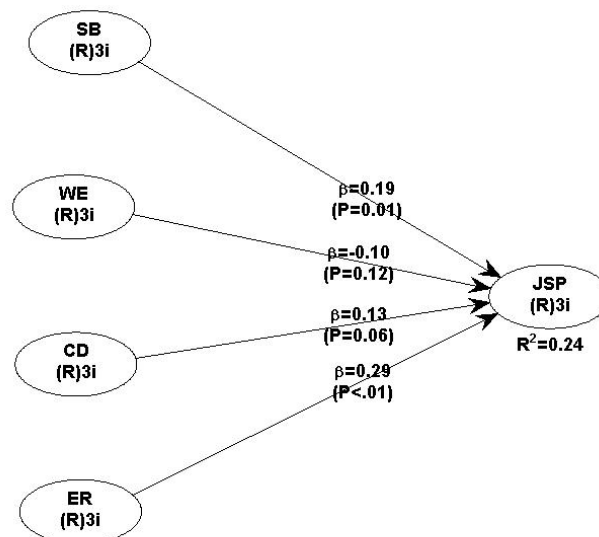 SB
(R)3i
β=0.19
(P=0.01)
WE
(R)3i
β=-0.10
(P=0.12)
JSP
(R)3i
R²=0.24
β=0.13
(P=0.06)
CD
(R)3i
β=0.29
(P<.01)
ER
(R)3i